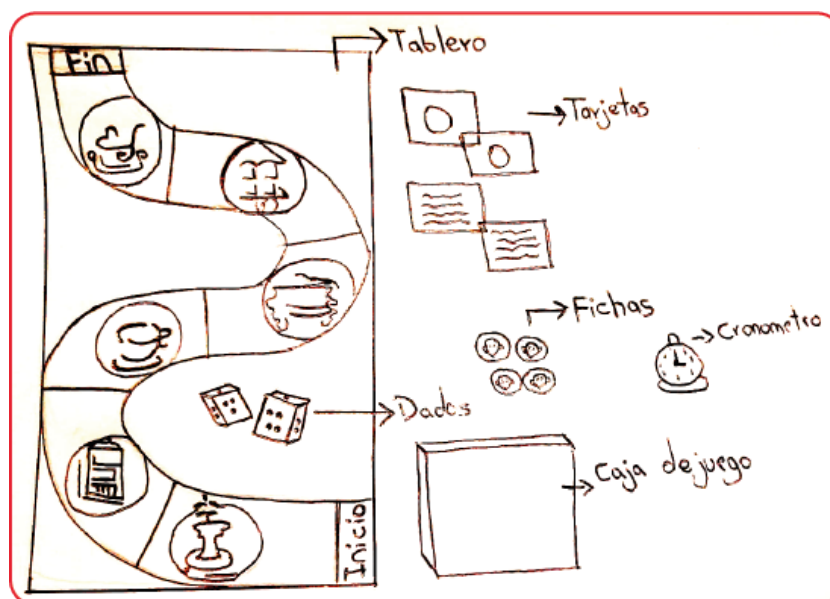 Tablero
Fin
Tarjetas
Fichas
Cronometro
Dados
Caja de juego
Inicio